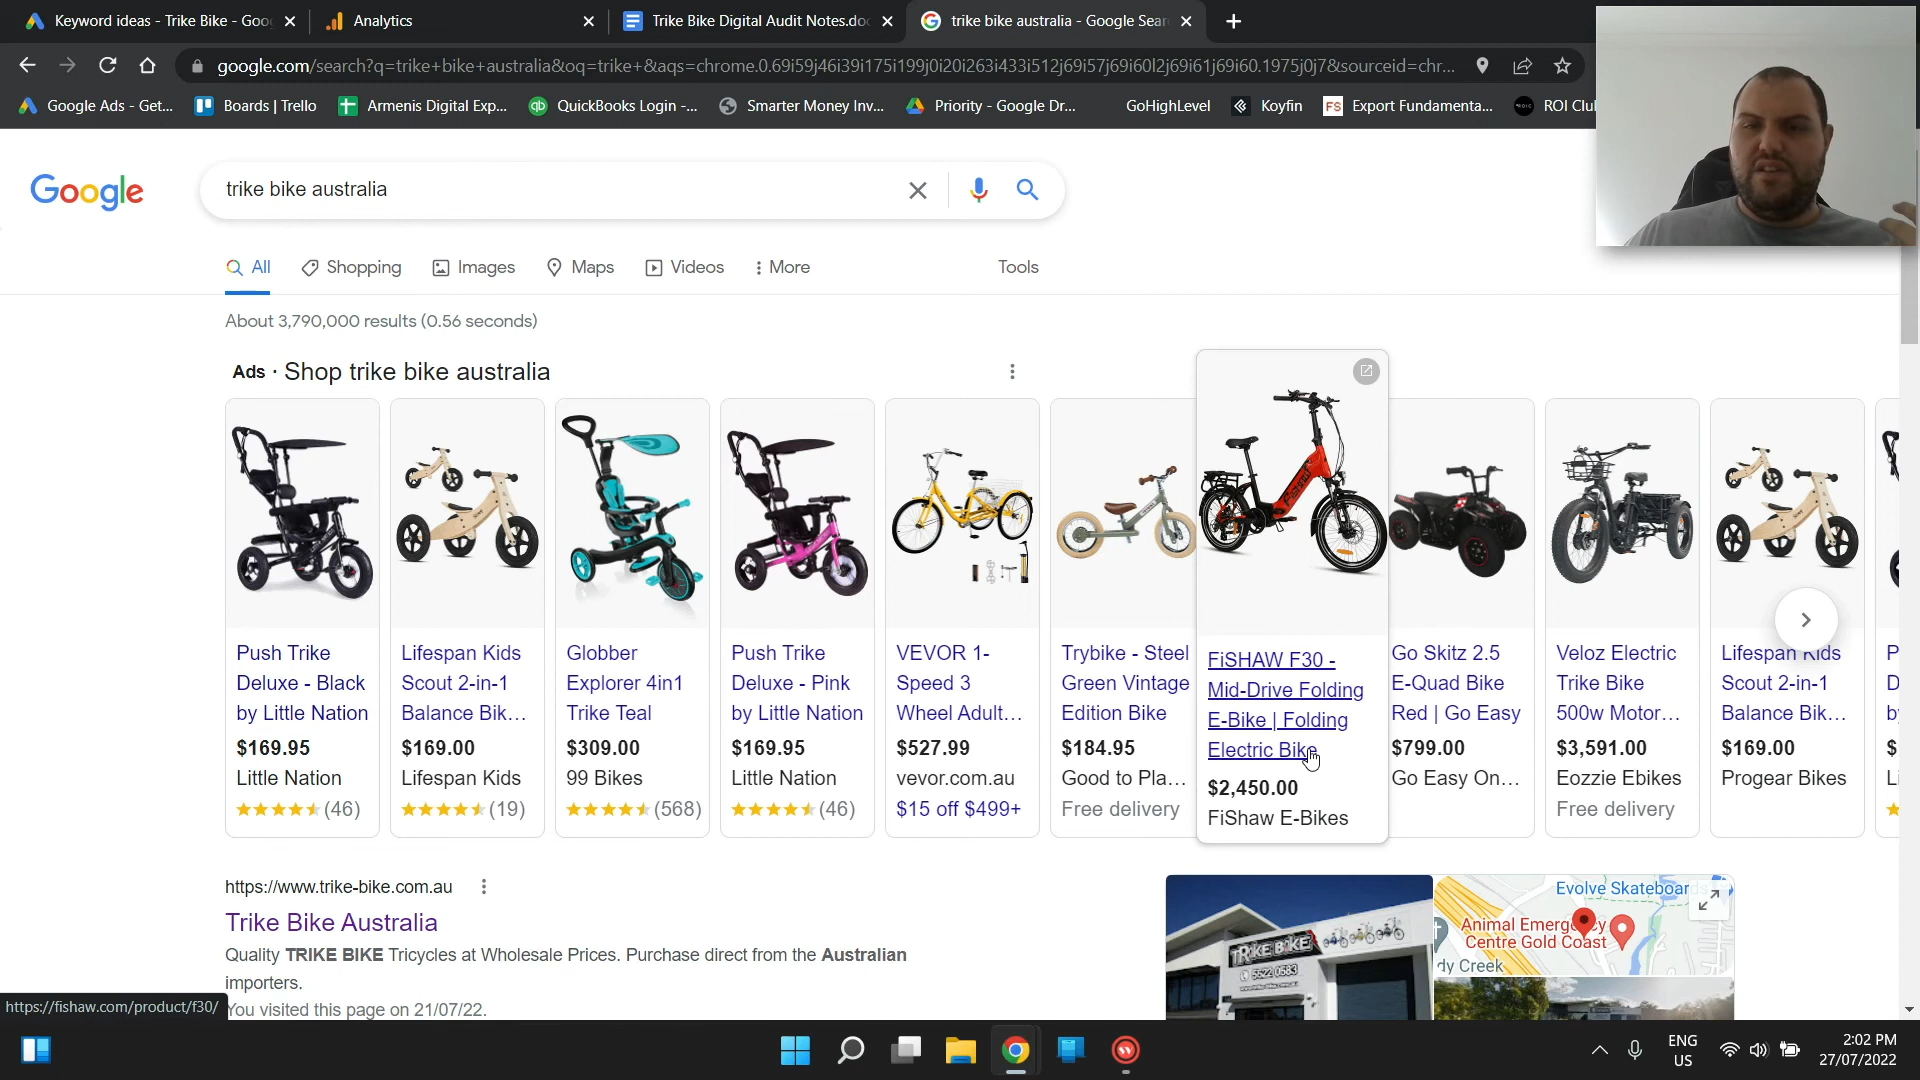 Keyword ideas - Trike Bike - Goo
Analytics
Trike Bike Digital Audit Notes.do
trike bike australia - Google Sear
google.com/search?q=trike+bike+australia&oq=trike+&aqs=chrome.0.69i59j46i39i175i199j0i20i263i433i512j69i57j69i60l2j69i61j69i60.1975j0j7&sourceid=chr...
Google Ads - Get...
Boards | Trello
Armenis Digital Exp...
QuickBooks Login -...
Smarter Money Inv...
Priority - Google Dr...
GoHighLevel
Koyfin
FS
Export Fundamenta...
ROI Clu
Google
trike bike australia
All
Shopping
Images
Maps
Videos
More
Tools
About 3,790,000 results (0.56 seconds)
Ads · Shop trike bike australia
Push Trike
Deluxe - Black
by Little Nation
$169.95
Little Nation
(46)
Lifespan Kids
Scout 2-in-1
Balance Bik...
$169.00
Lifespan Kids
(19)
Globber
Explorer 4in1
Trike Teal
$309.00
99 Bikes
(568)
Push Trike
Deluxe - Pink
by Little Nation
$169.95
Little Nation
(46)
VEVOR 1-
Speed 3
Wheel Adult...
$527.99
vevor.com.au
$15 off $499+
Trybike - Steel
Green Vintage
Edition Bike
$184.95
Good to Pla...
Free delivery
FiSHAW F30 -
Mid-Drive Folding
E-Bike | Folding
Electric Bike
$2,450.00
FiShaw E-Bikes
Go Skitz 2.5
E-Quad Bike
Red | Go Easy
$799.00
Go Easy On...
Veloz Electric
Trike Bike
500w Motor...
$3,591.00
Eozzie Ebikes
Free delivery
Lifespan Kids
Scout 2-in-1
Balance Bik...
$169.00
Progear Bikes
P
D
by
$
Li
https://www.trike-bike.com.au
Trike Bike Australia
Quality TRIKE BIKE Tricycles at Wholesale Prices. Purchase direct from the Australian
importers.
You visited this page on 21/07/22.
TRIKE BIKE
5522 0583
Evolve Skateboards
Animal Emergency
Centre Gold Coast
dy Creek
https://fishaw.com/product/f30/
ENG
US
2:02 PM
27/07/2022